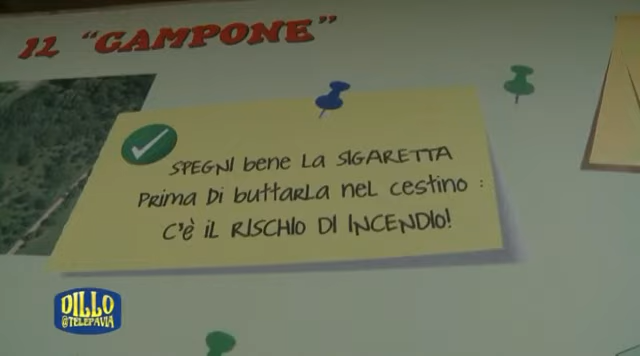 IL "CAMPONE"
SPEGNI bene LA SIGARETTA
PRIMA DI buttARLA nel cestino :
C'è IL RISCHIO DI INCENDIO!
DILLO
@TELEPAVIA